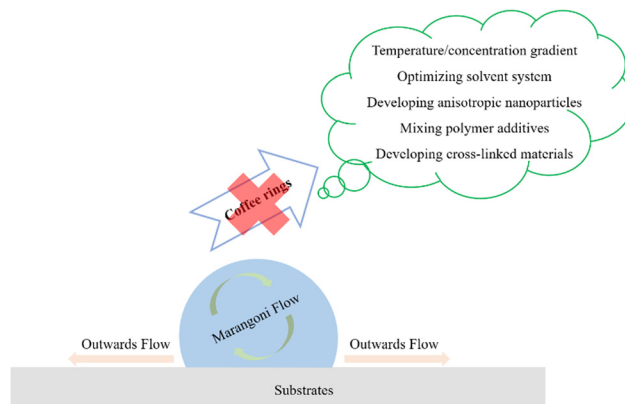 Temperature/concentration gradient
Optimizing solvent system
Developing anisotropic nanoparticles
Mixing polymer additives
Developing cross-linked materials
Coffee rings
Marangoni Flow
Outwards Flow
Outwards Flow
Substrates